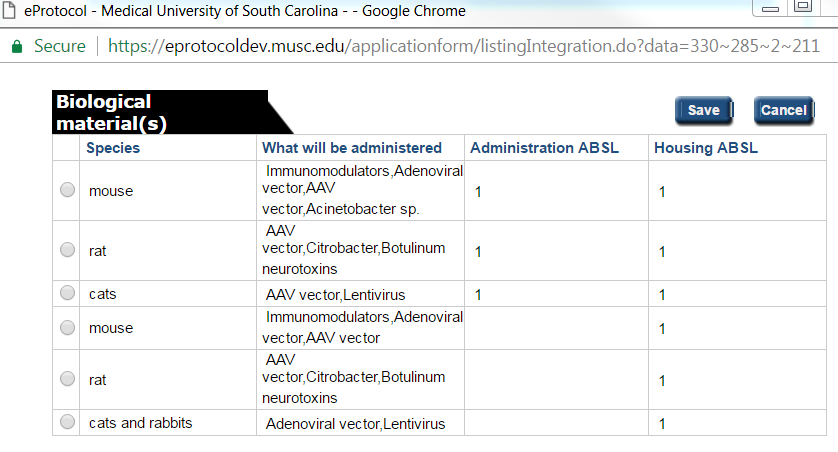 eProtocol - Medical University of South Carolina - - Google Chrome
Secure | https://eprotocoldev.musc.edu/applicationform/listingIntegration.do?data=330~285~2~211
Biological
material(s)
Save Cancel
Species What will be administered Administration ABSL Housing ABSL
Immunomodulators,Adenoviral
mouse vector,AAV 1 1
vector,Acinetobacter sp.
AAV
rat vector,Citrobacter,Botulinum 1 1
neurotoxins
cats AAV vector,Lentivirus 1 1
Immunomodulators,Adenoviral
mouse 1
vector,AAV vector
AAV
rat vector,Citrobacter,Botulinum 1
neurotoxins
cats and rabbits Adenoviral vector,Lentivirus 1